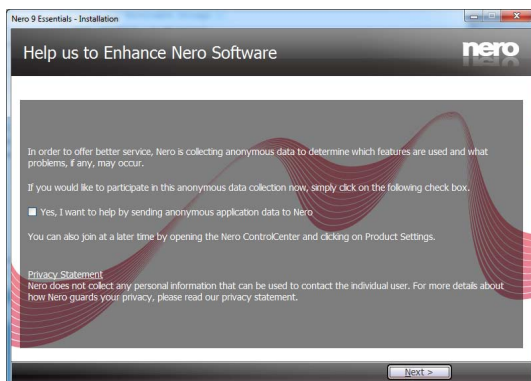 Nero 9 Essentials - Installation
Help us to Enhance Nero Software
nero
In order to offer better service, Nero is collecting anonymous data to determine which features are used and what
problems, if any, may occur.
If you would like to participate in this anonymous data collection now, simply click on the following check box.
Yes, I want to help by sending anonymous application data to Nero
You can also join at a later time by opening the Nero ControlCenter and clicking on Product Settings.
Privacy Statement
Nero does not collect any personal information that can be used to contact the individual user. For more details about
how Nero guards your privacy, please read our privacy statement.
Next >